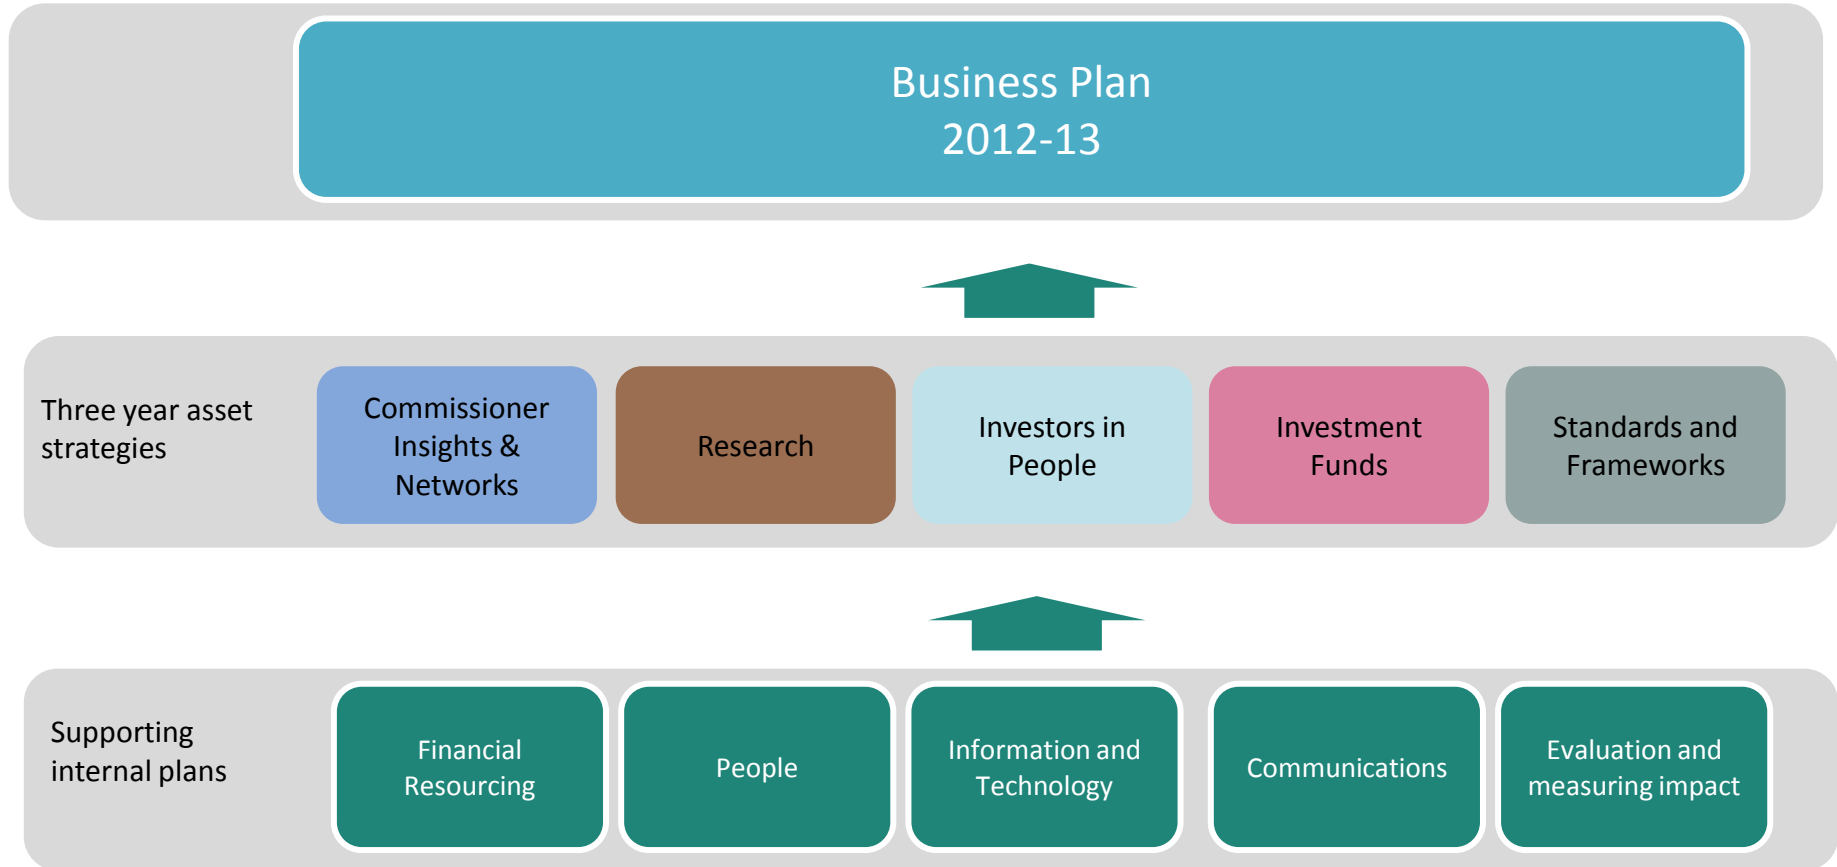 Business Plan
2012-13
Three year asset
strategies
Commissioner
Insights &
Networks
Research
Investors in
People
Investment
Funds
Standards and
Frameworks
Supporting
internal plans
Financial
Resourcing
People
Information and
Technology
Communications
Evaluation and
measuring impact